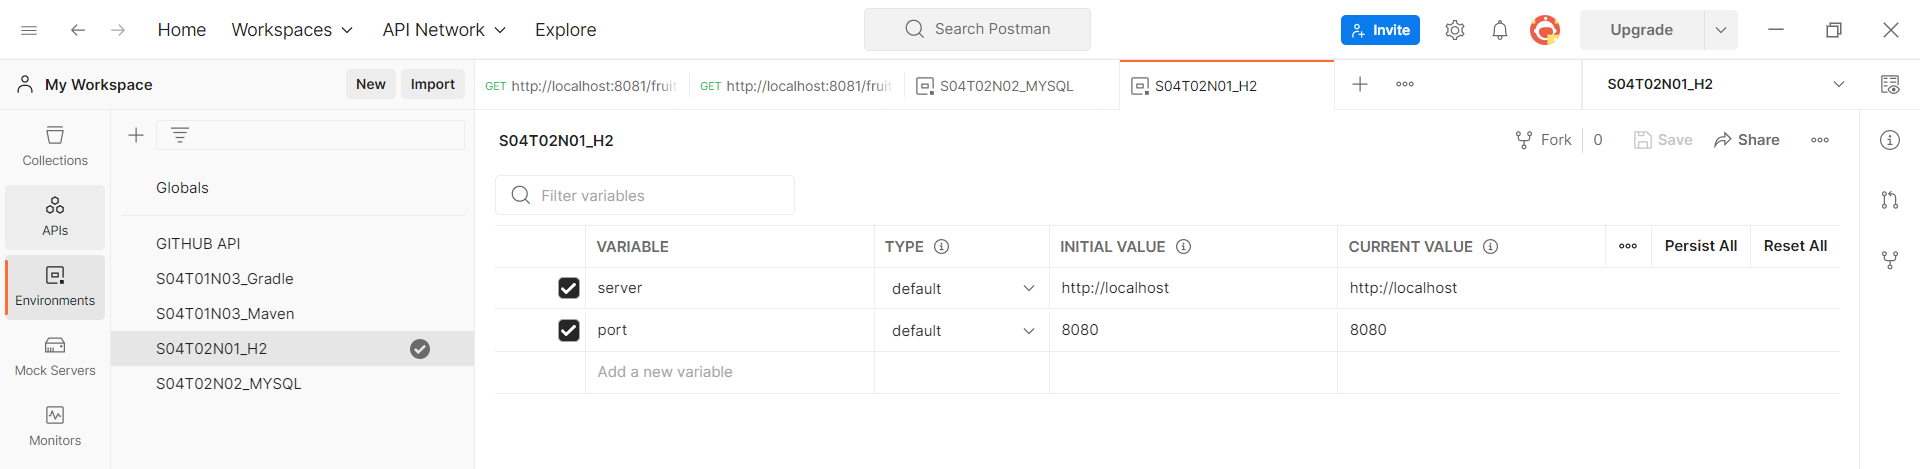 Home Workspaces API Network Explore Search Postman Invite Upgrade
My Workspace New Import GET http://localhost:8081/fruit GET http://localhost:8081/fruit S04T02N02_MYSQL S04T02N01_H2 S04T02N01_H2
Collections
APIs
Environments
Mock Servers
Monitors
Globals
GITHUB API
S04T01N03_Gradle
S04T01N03_Maven
S04T02N01_H2
S04T02N02_MYSQL
S04T02N01_H2 Fork 0 Save Share
Filter variables
VARIABLE TYPE INITIAL VALUE CURRENT VALUE Persist All Reset All
server default http://localhost http://localhost
port default 8080 8080
Add a new variable